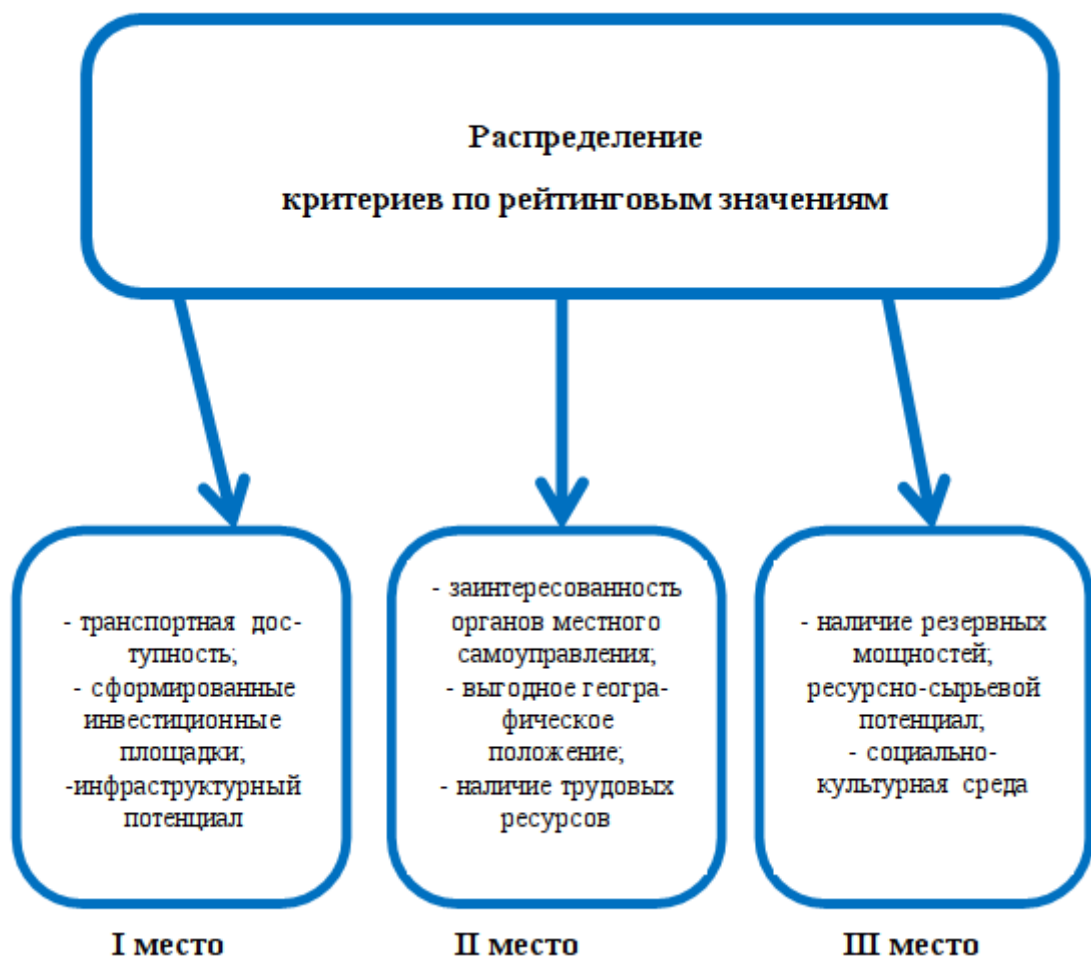 Распределение
критериев по рейтинговым значениям
- транспортная дос-
тупность;
- сформированные
инвестиционные
площадки;
-инфраструктурный
потенциал
I место
- заинтересованность
органов местного
самоуправления;
- выгодное геогра-
фическое
положение;
- наличие трудовых
ресурсов
II место
- наличие резервных
мощностей;
ресурсно-сырьевой
потенциал;
- социально-
культурная среда
III место